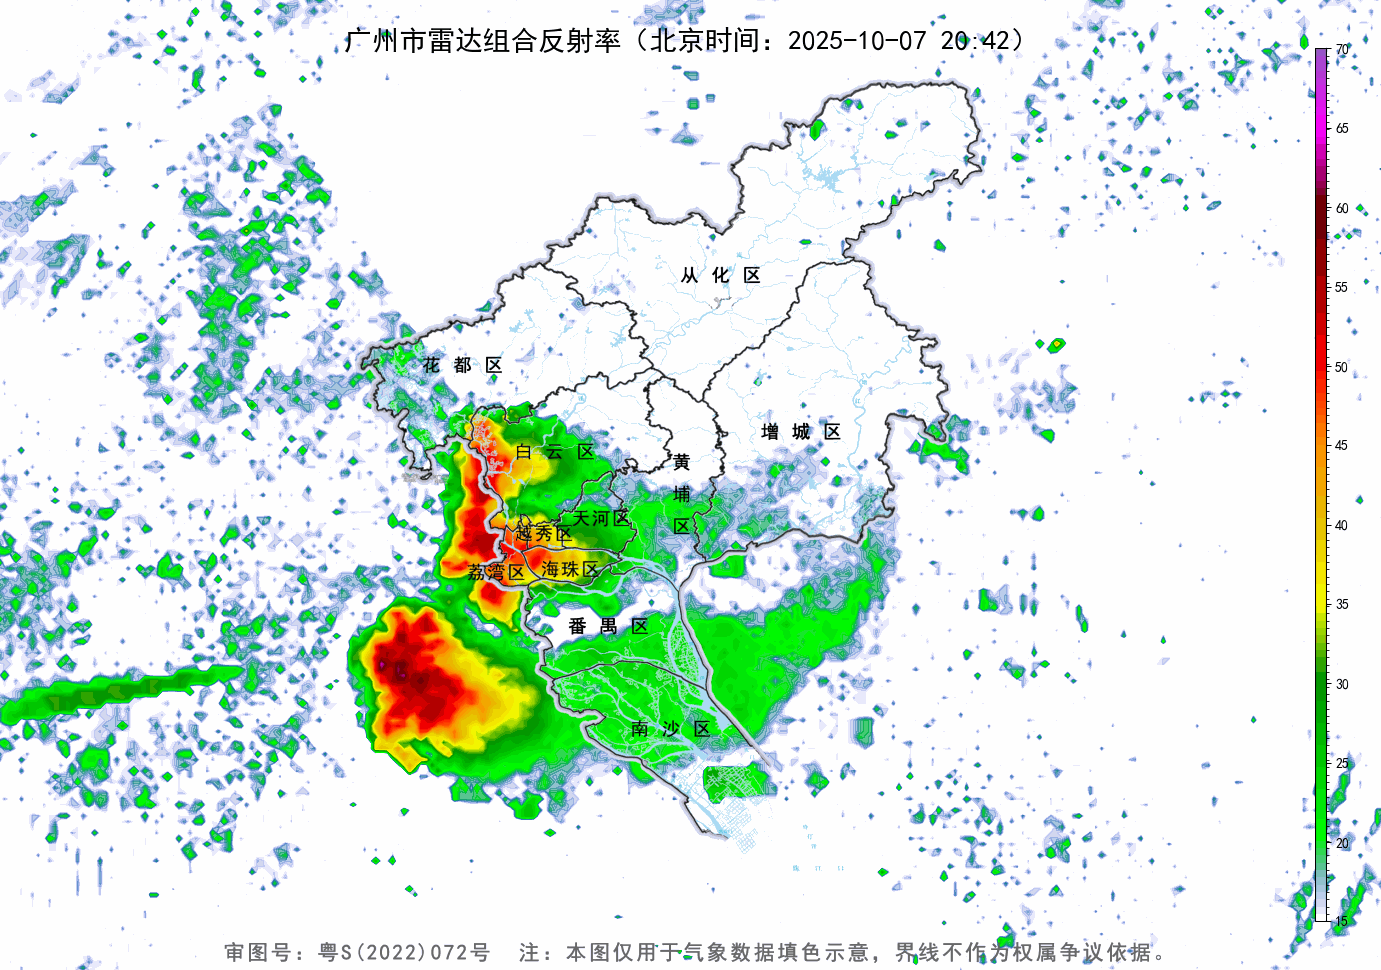 广州市雷达组合反射率（北京时间：2025-10-07 20:42）
70
65
60
55
50
45
40
35
30
25
20
15
从化区
花都区
增城区
白云区
黄埔区
天河区
越秀区
荔湾区
海珠区
番禺区
南沙区
审图号：粤S(2022)072号 注：本图仅用于气象数据填色示意，界线不作为权属争议依据。